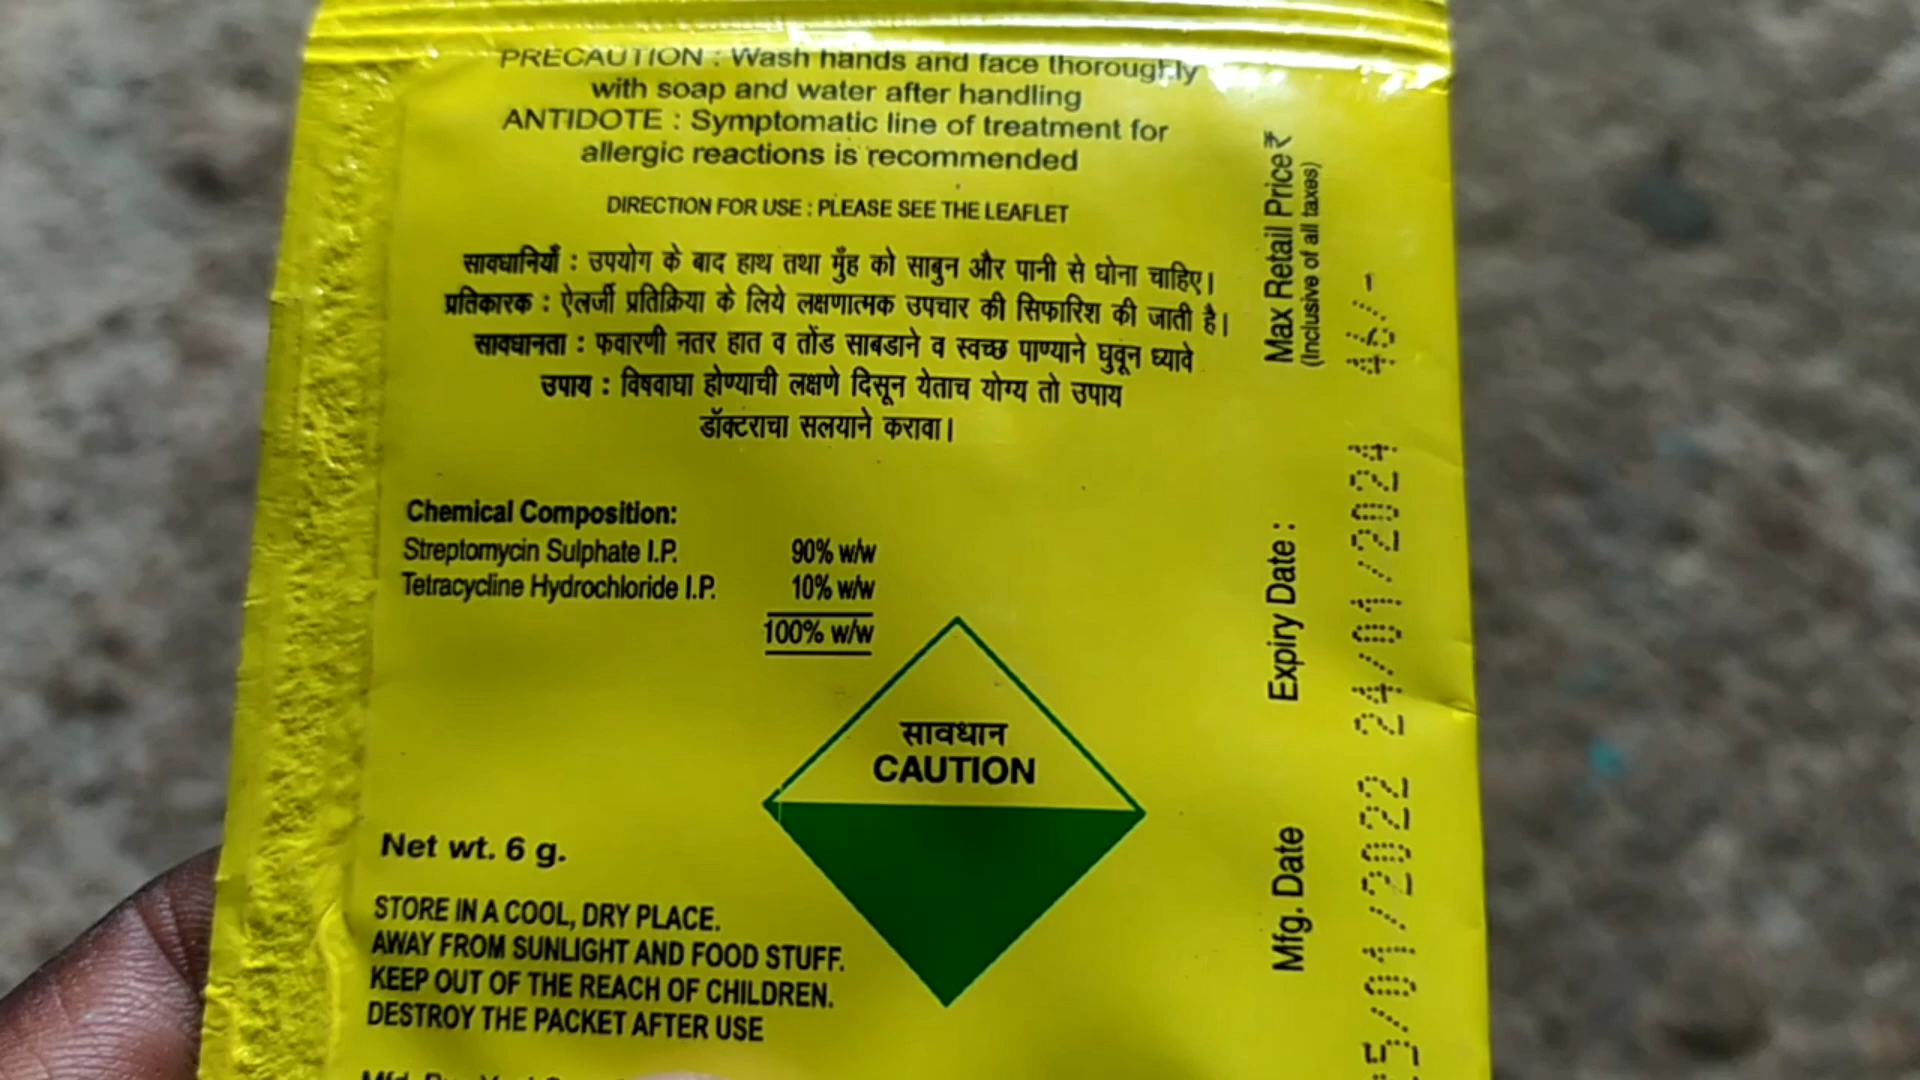 PRECAUTION : Wash hands and face thoroughly
with soap and water after handling
ANTIDOTE : Symptomatic line of treatment for
allergic reactions is recommended
DIRECTION FOR USE : PLEASE SEE THE LEAFLET
सावधानियाँ : उपयोग के बाद हाथ तथा मुँह को साबुन और पानी से धोना चाहिए।
प्रतिकारक : ऐलर्जी प्रतिक्रिया के लिये लक्षणात्मक उपचार की सिफारिश की जाती है।
सावधानता : फवारणी नतर हात व तोंड साबडाने व स्वच्छ पाण्याने घुवून ध्यावे
उपाय : विषवाघा होण्याची लक्षणे दिसून येताच योग्य तो उपाय
डॉक्टराचा सलयाने करावा।
Chemical Composition:
Streptomycin Sulphate I.P. 90% w/w
Tetracycline Hydrochloride I.P. 10% w/w
100% w/w
सावधान
CAUTION
Net wt. 6 g.
STORE IN A COOL, DRY PLACE.
AWAY FROM SUNLIGHT AND FOOD STUFF.
KEEP OUT OF THE REACH OF CHILDREN.
DESTROY THE PACKET AFTER USE
Max Retail Price ₹
(Inclusive of all taxes)
Expiry Date : 24/01/2024
Mfg. Date 5/01/2022